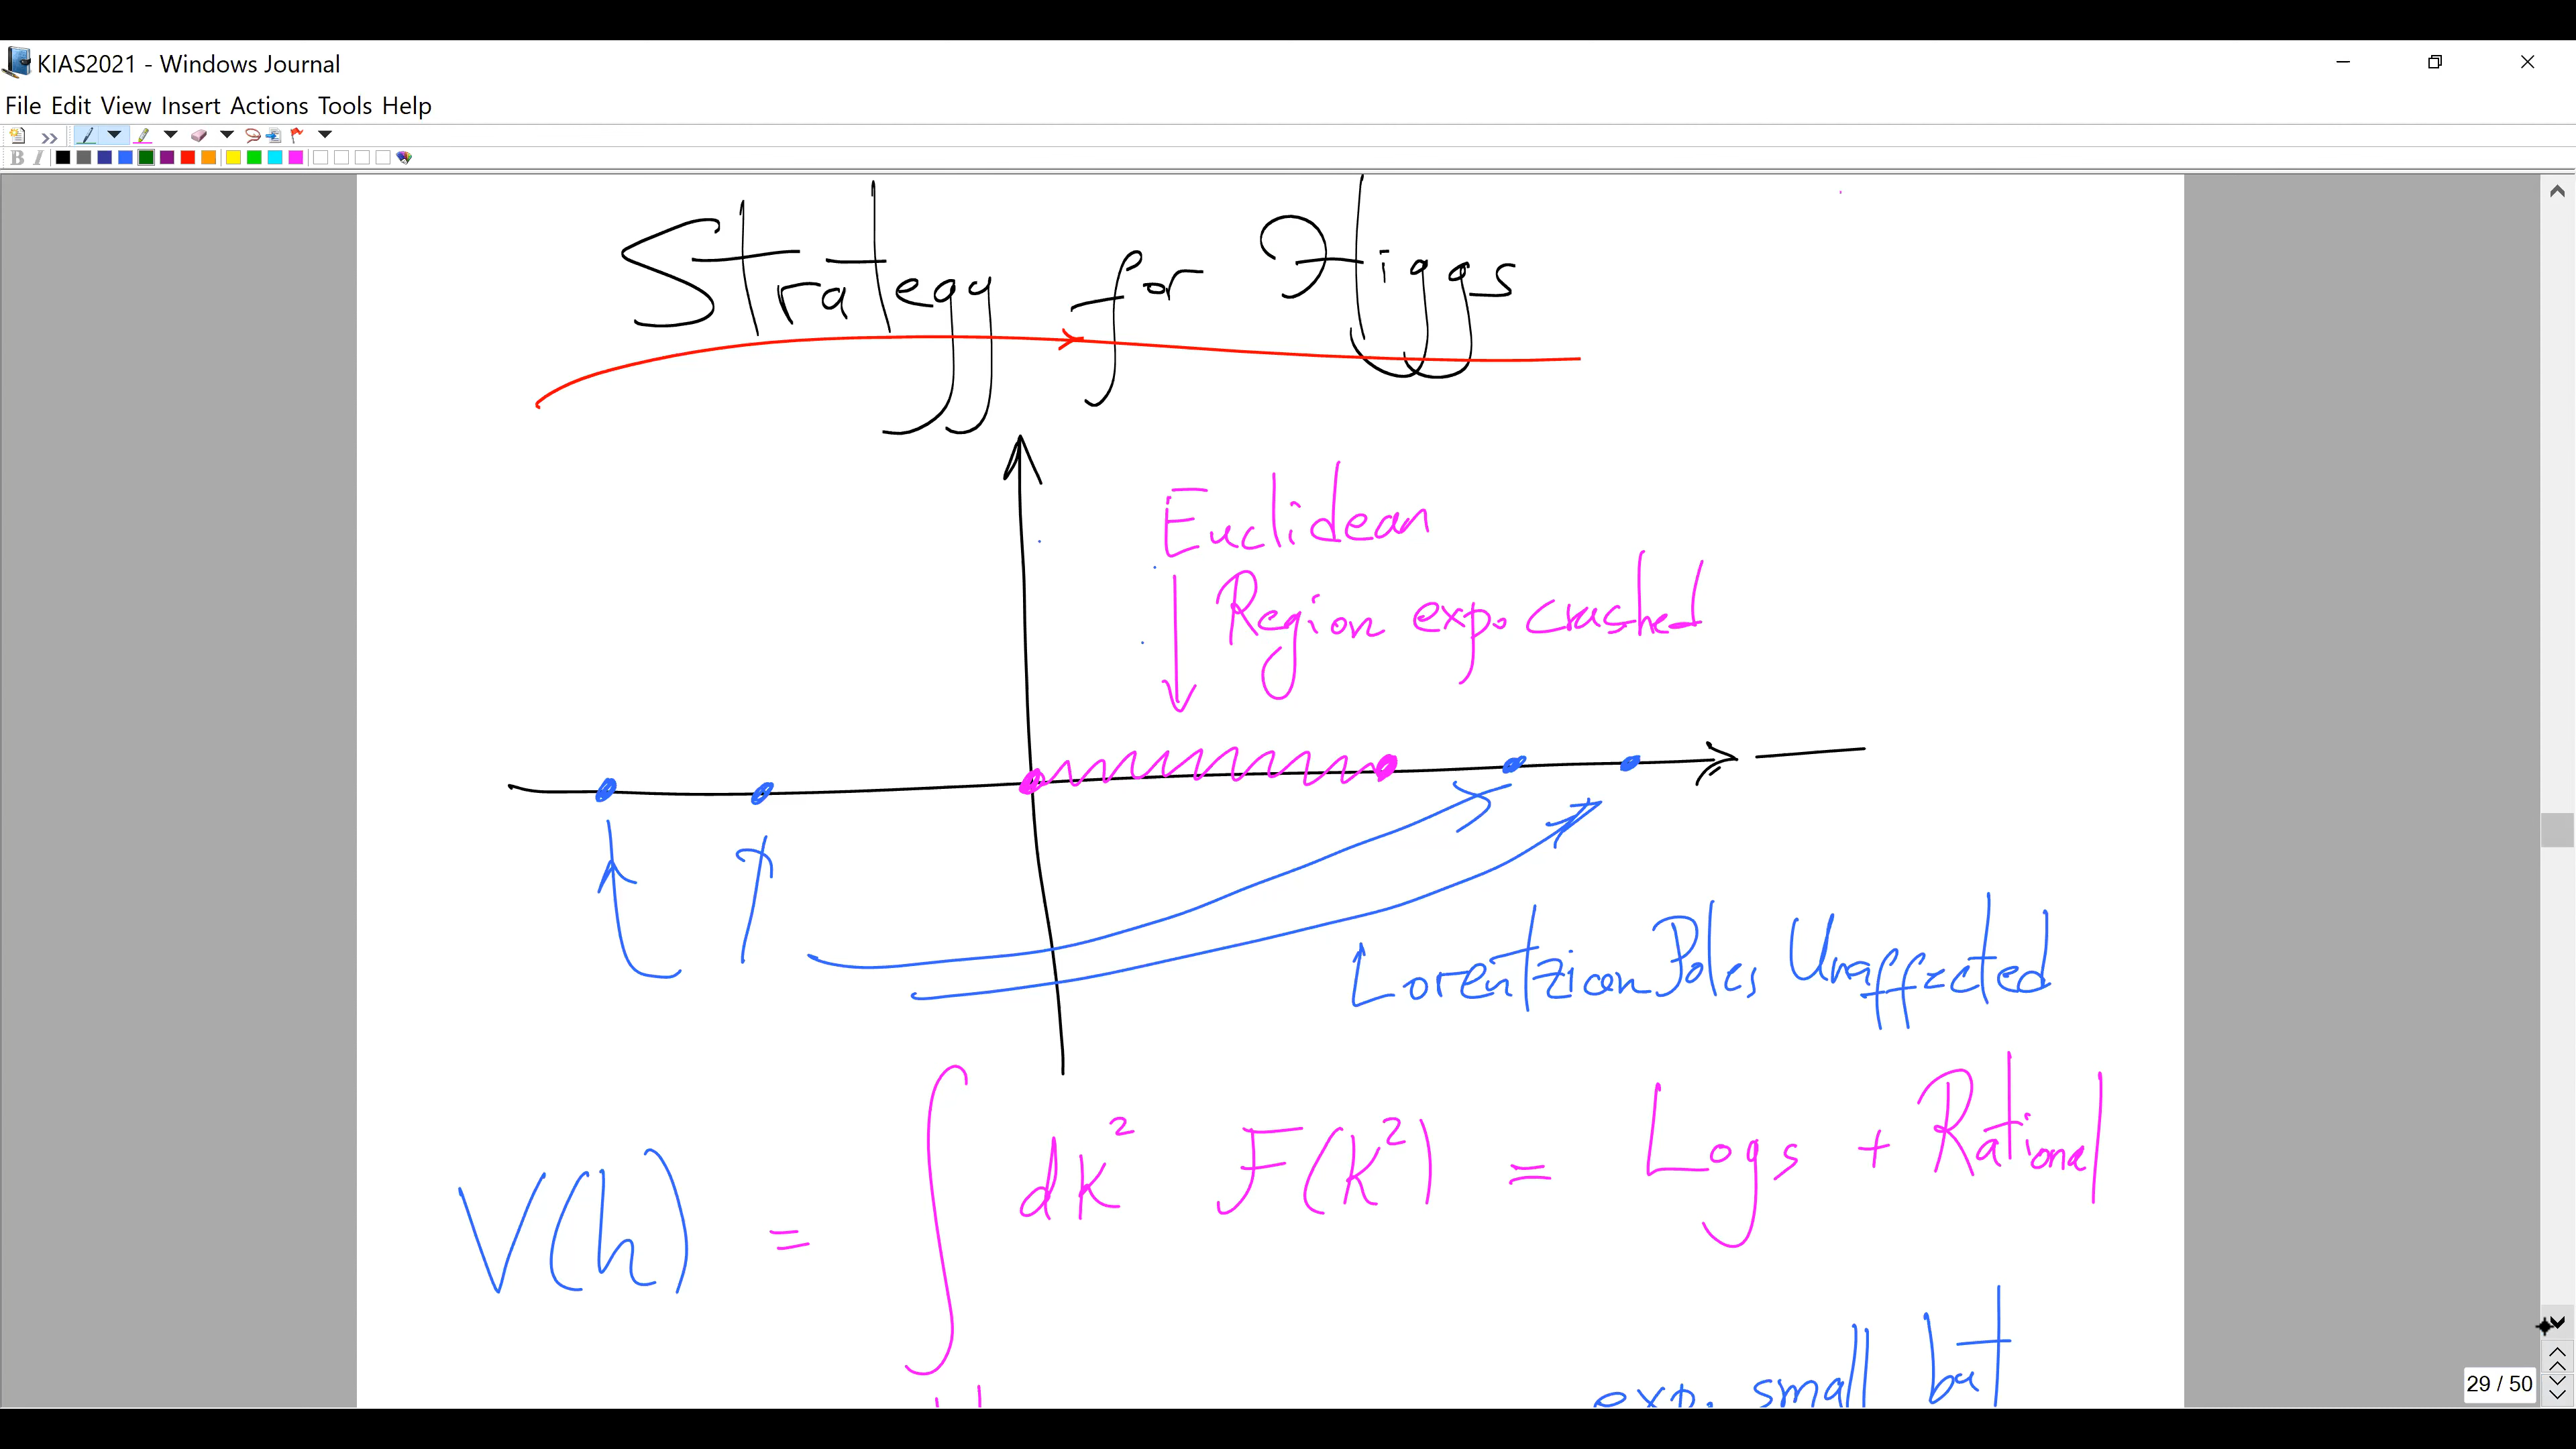 KIAS2021 - Windows Journal
File Edit View Insert Actions Tools Help
B I
Strategy for Higgs
Euclidean
Region expo crushed
Lorentzian Poles Unaffected
V(h) = ∫ dk² F(k²) = Logs + Rational
exp. small but
29 / 50